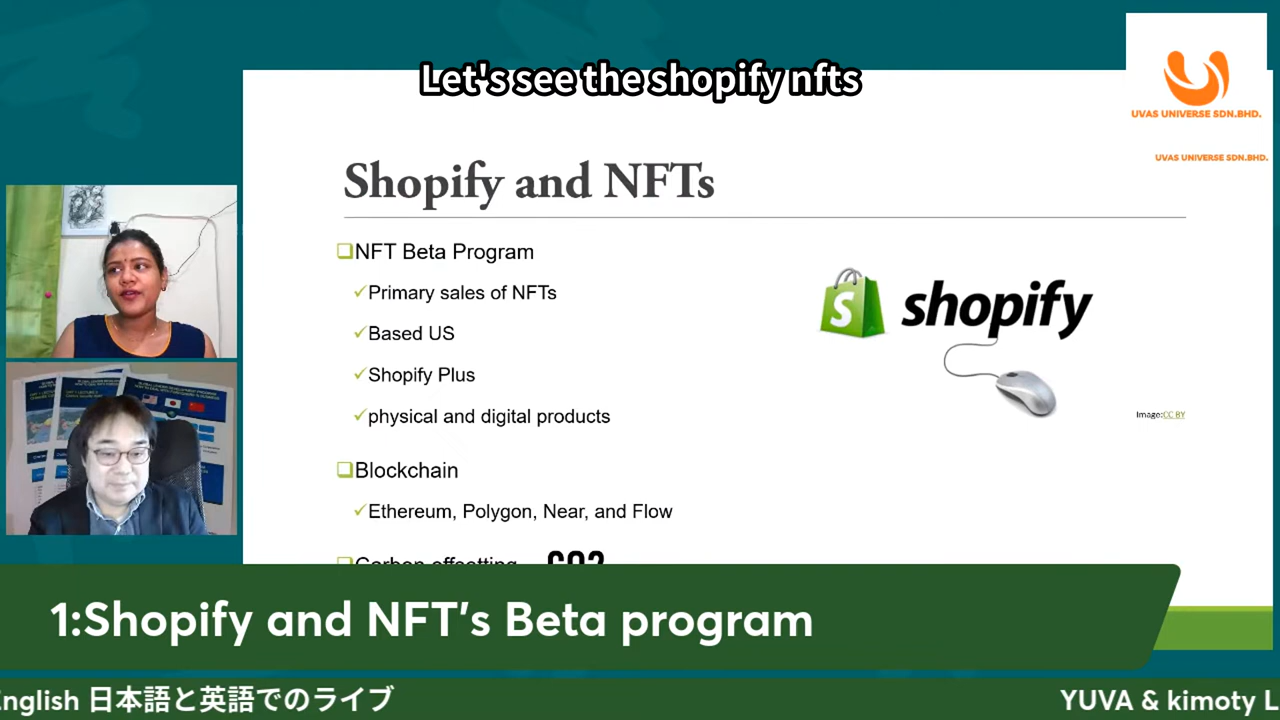 Let's see the shopify nfts
UVAS UNIVERSE SDN.BHD.
UVAS UNIVERSE SDN.BHD.
Shopify and NFTs
NFT Beta Program
Primary sales of NFTs
Based US
Shopify Plus
physical and digital products
Blockchain
Ethereum, Polygon, Near, and Flow
Carbon offsetting
CO2
shopify
Image:CC BY
1:Shopify and NFT's Beta program
English 日本語と英語でのライブ
YUVA & kimoty L